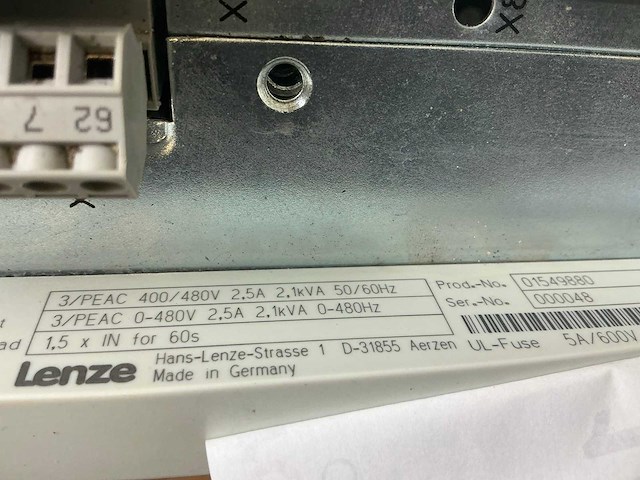 X
3X
7 62
X
3/PEAC 400/480V 2.5A 2.1kVA 50/60Hz
3/PEAC 0-480V 2.5A 2.1kVA 0-480Hz
1.5 x IN for 60s
Prod.-No. 01549880
Ser.-No. 000048
Lenze Hans-Lenze-Strasse 1 D-31855 Aerzen UL-Fuse 5A/600V
Made in Germany